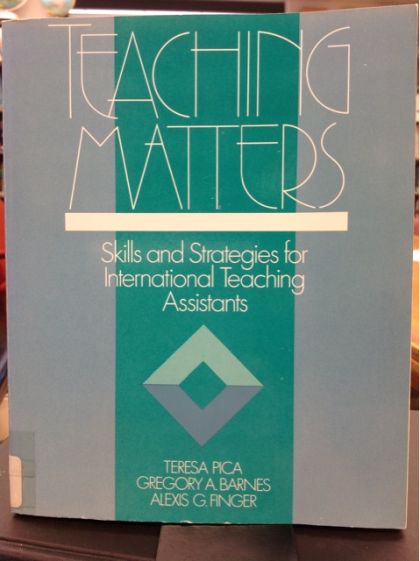 TEACHING
MATTERS
Skills and Strategies for
International Teaching
Assistants
TERESA PICA
GREGORY A. BARNES
ALEXIS G. FINGER